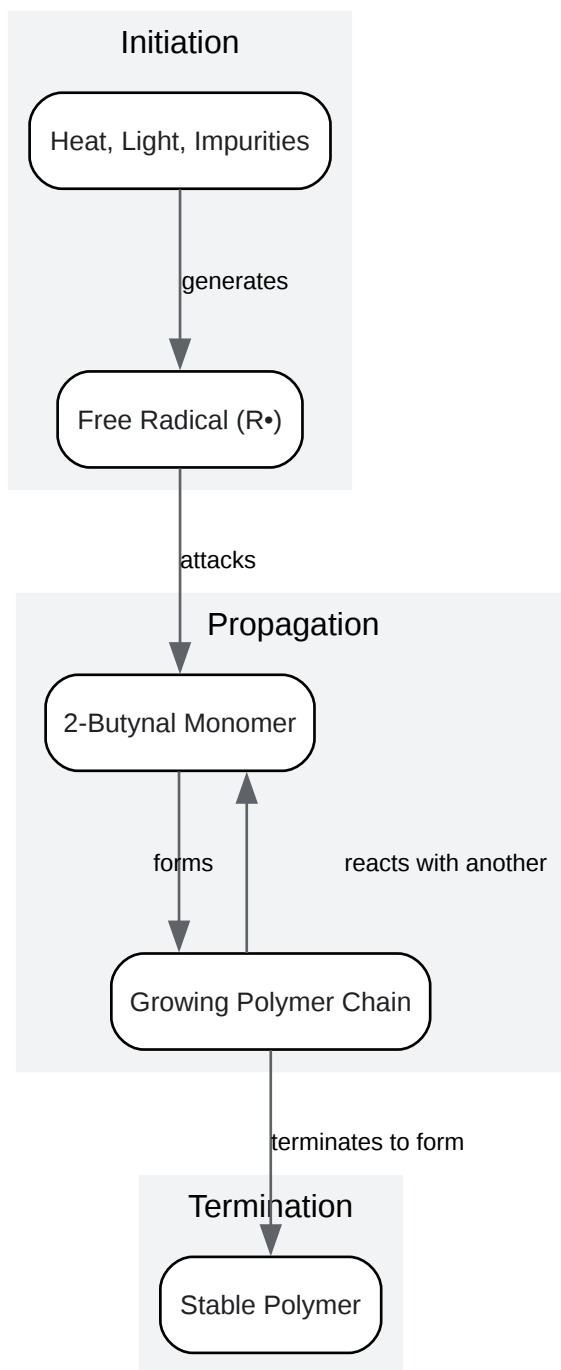 Initiation
Heat, Light, Impurities
generates
Free Radical (R•)
attacks
Propagation
2-Butynal Monomer
forms
reacts with another
Growing Polymer Chain
terminates to form
Termination
Stable Polymer